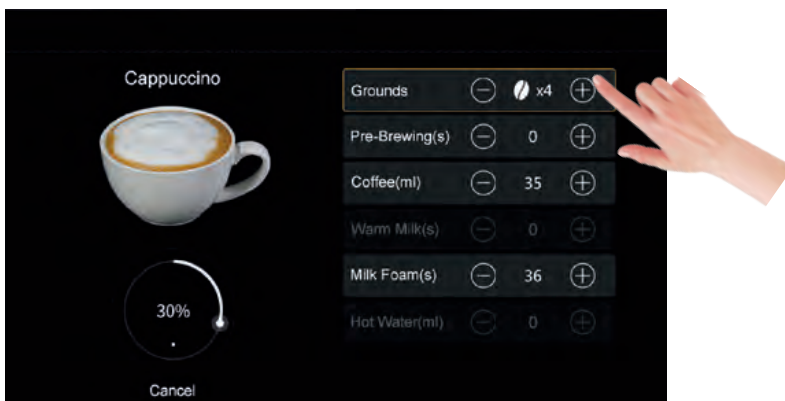 Cappuccino
30%
Cancel
Grounds x4
Pre-Brewing(s) 0
Coffee(ml) 35
Warm Milk(s) 0
Milk Foam(s) 36
Hot Water(ml) 0